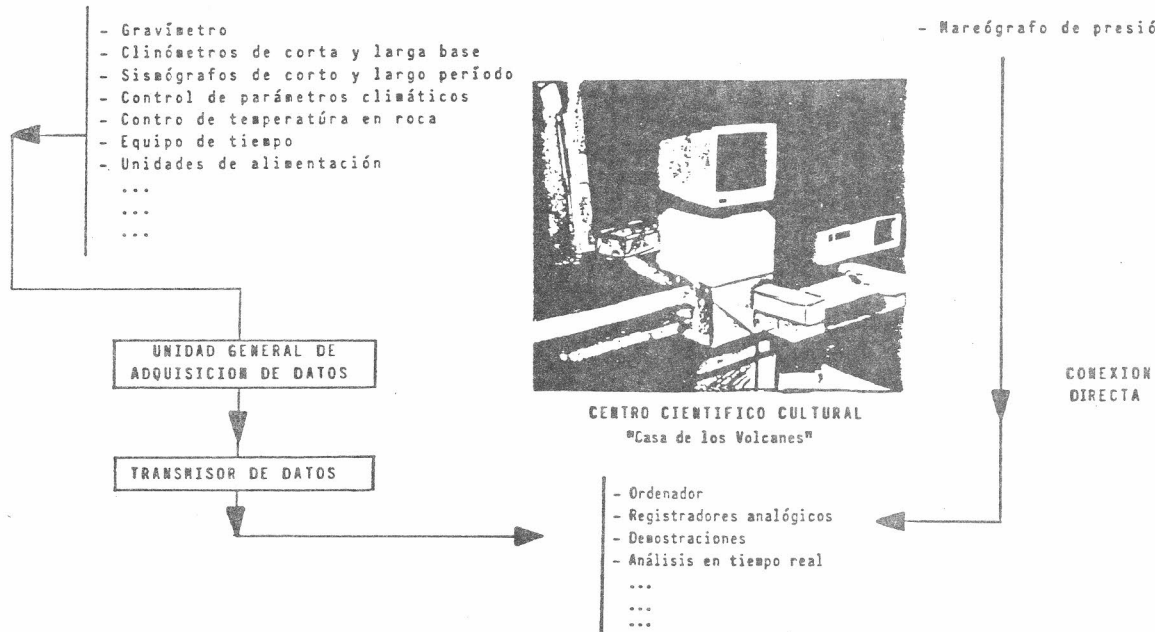 - Gravímetro
- Clinómetros de corta y larga base
- Sismógrafos de corto y largo período
- Control de parámetros climáticos
- Contro de temperatúra en roca
- Equipo de tiempo
- Unidades de alimentación
...
...
...
- Mareógrafo de presió
UNIDAD GENERAL DE
ADQUISICION DE DATOS
TRANSMISOR DE DATOS
CENTRO CIENTIFICO CULTURAL
"Casa de los Volcanes"
CONEXION
DIRECTA
- Ordenador
- Registradores analógicos
- Demostraciones
- Análisis en tiempo real
...
...
...